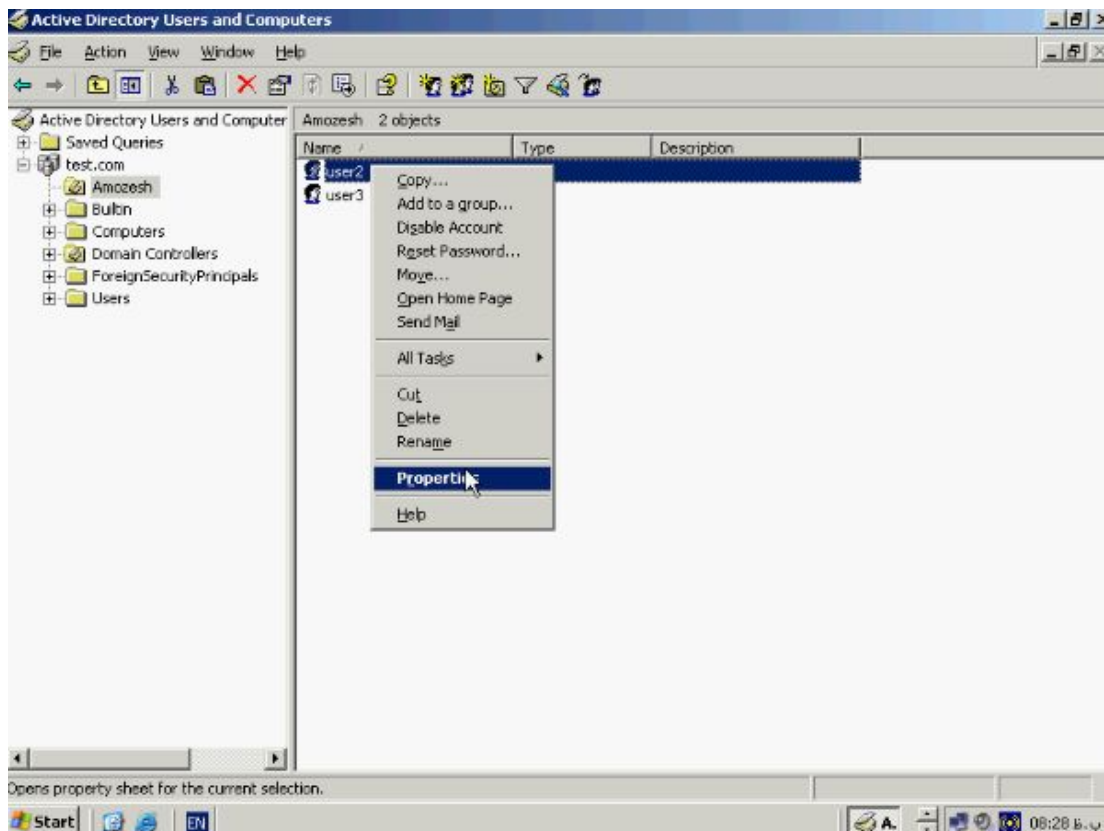 Active Directory Users and Computers
File Action View Window Help
Active Directory Users and Computer
Saved Queries
test.com
Amozesh
Builtin
Computers
Domain Controllers
ForeignSecurityPrincipals
Users
Amozesh 2 objects
Name Type Description
user2
user3
Copy...
Add to a group...
Disable Account
Reset Password...
Move...
Open Home Page
Send Mail
All Tasks
Cut
Delete
Rename
Properties
Help
Opens property sheet for the current selection.
Start EN A. 08:28 ب.ظ